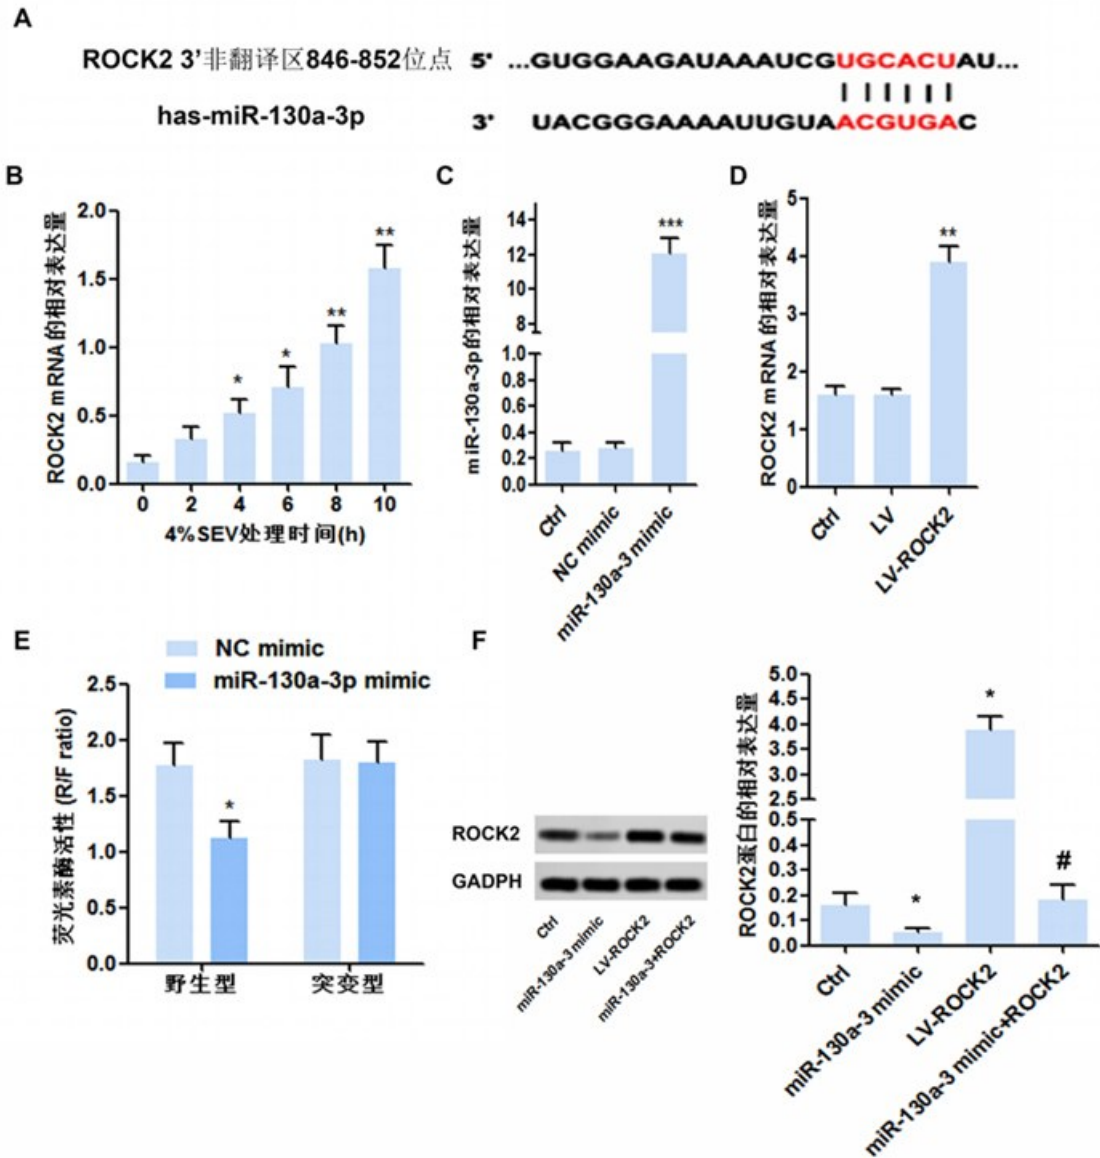 A
ROCK2 3’非翻译区846-852位点 5' ...GUGGAAGAUAAAUCGUGCACUAU...
has-miR-130a-3p 3' UACGGGAAAAUUGUAACGUGAC
B
ROCK2 mRNA的相对表达量
2.0
1.5
1.0
0.5
0.0
* * ** **
0 2 4 6 8 10
4%SEV处理时间(h)
C
miR-130a-3p的相对表达量
14
12
10
8
1.0
0.8
0.6
0.4
0.2
0.0
***
Ctrl
NC mimic
miR-130a-3 mimic
D
ROCK2 mRNA的相对表达量
5
4
3
2
1
0
**
Ctrl
LV
LV-ROCK2
E
NC mimic
miR-130a-3p mimic
荧光素酶活性 (R/F ratio)
2.5
2.0
1.5
1.0
0.5
0.0
*
野生型 突变型
F
ROCK2
GADPH
Ctrl
miR-130a-3 mimic
LV-ROCK2
miR-130a-3+ROCK2
ROCK2蛋白的相对表达量
5.0
4.5
4.0
3.5
3.0
2.5
0.5
0.4
0.3
0.2
0.1
0.0
* * #
Ctrl
miR-130a-3 mimic
LV-ROCK2
miR-130a-3 mimic+ROCK2